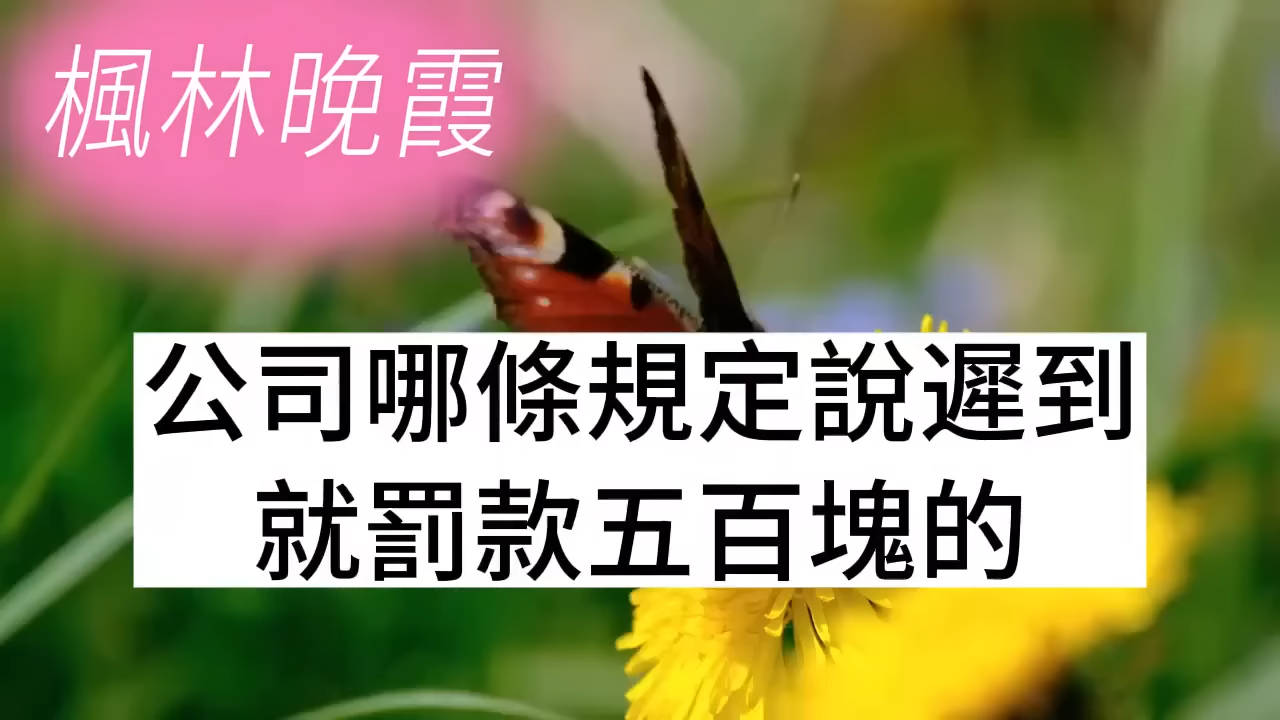 楓林晚霞
公司哪條規定說遲到
就罰款五百塊的